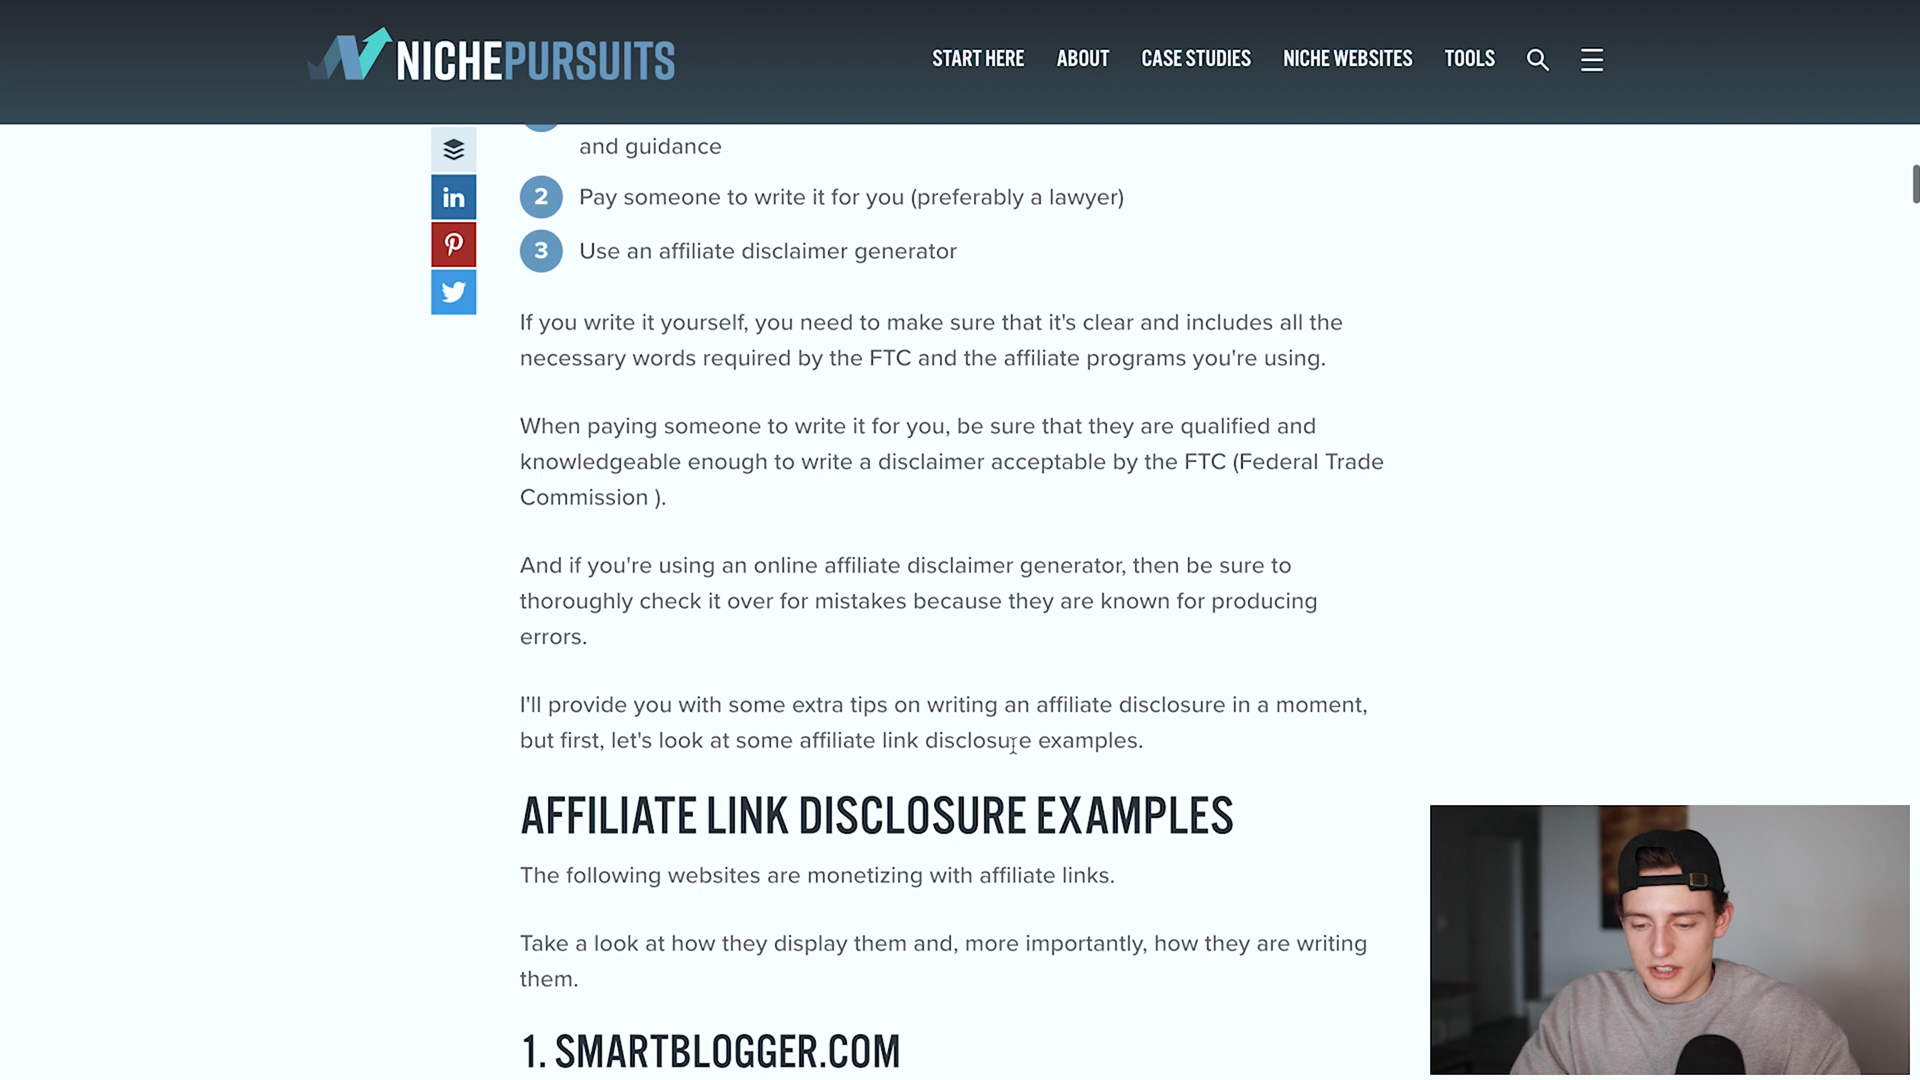 NICHEPURSUITS
START HERE
ABOUT
CASE STUDIES
NICHE WEBSITES
TOOLS
and guidance
2 Pay someone to write it for you (preferably a lawyer)
3 Use an affiliate disclaimer generator
in
If you write it yourself, you need to make sure that it's clear and includes all the
necessary words required by the FTC and the affiliate programs you're using.
When paying someone to write it for you, be sure that they are qualified and
knowledgeable enough to write a disclaimer acceptable by the FTC (Federal Trade
Commission ).
And if you're using an online affiliate disclaimer generator, then be sure to
thoroughly check it over for mistakes because they are known for producing
errors.
I'll provide you with some extra tips on writing an affiliate disclosure in a moment,
but first, let's look at some affiliate link disclosure examples.
AFFILIATE LINK DISCLOSURE EXAMPLES
The following websites are monetizing with affiliate links.
Take a look at how they display them and, more importantly, how they are writing
them.
1. SMARTBLOGGER.COM